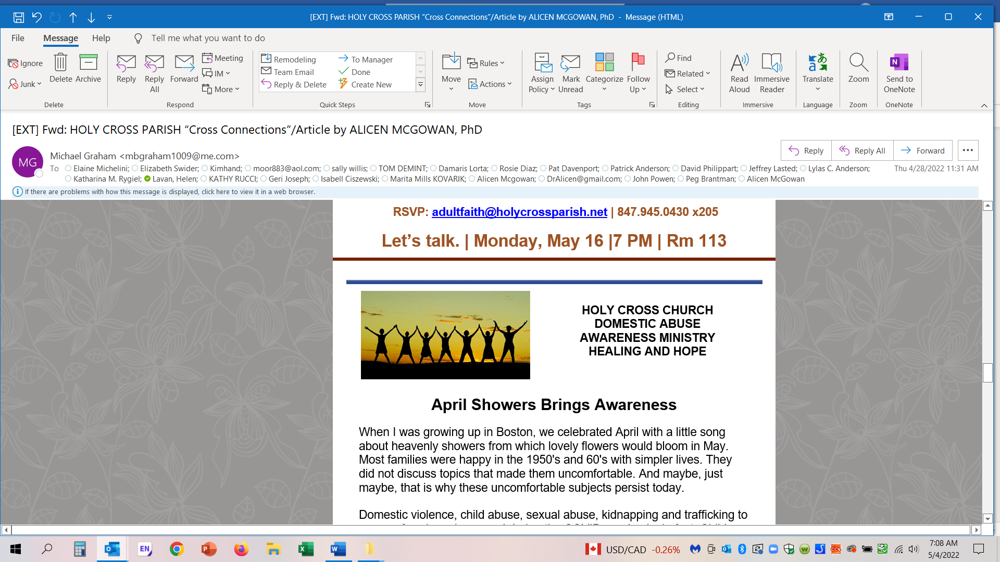 [EXT] Fwd: HOLY CROSS PARISH “Cross Connections”/Article by ALICEN MCGOWAN, PhD - Message (HTML)
File Message Help Tell me what you want to do
Ignore
Junk
Delete
Archive
Delete
Reply
Reply All
Forward
Meeting
IM
More
Respond
Remodeling
Team Email
Reply & Delete
To Manager
Done
Create New
Quick Steps
Move
Rules
Actions
Move
Assign Policy
Mark Unread
Categorize
Follow Up
Tags
Find
Related
Select
Editing
Read Aloud
Immersive Reader
Immersive
Translate
Language
Zoom
Zoom
N
Send to OneNote
OneNote
[EXT] Fwd: HOLY CROSS PARISH “Cross Connections”/Article by ALICEN MCGOWAN, PhD
MG
Michael Graham <mbgraham1009@me.com>
Reply Reply All Forward
To Elaine Michelini; Elizabeth Swider; Kimhand; moor883@aol.com; sally willis; TOM DEMINT; Damaris Lorta; Rosie Diaz; Pat Davenport; Patrick Anderson; David Philippart; Jeffrey Lasted; Lylas C. Anderson;
Thu 4/28/2022 11:31 AM
Katharina M. Rygiel; Lavan, Helen; KATHY RUCCI; Geri Joseph; Isabell Ciszewski; Marita Mills KOVARIK; Alicen Mcgowan; DrAlicen@gmail.com; John Powen; Peg Brantman; Alicen McGowan
If there are problems with how this message is displayed, click here to view it in a web browser.
RSVP: adultfaith@holycrossparish.net | 847.945.0430 x205
Let’s talk. | Monday, May 16 |7 PM | Rm 113
HOLY CROSS CHURCH
DOMESTIC ABUSE
AWARENESS MINISTRY
HEALING AND HOPE
April Showers Brings Awareness
When I was growing up in Boston, we celebrated April with a little song
about heavenly showers from which lovely flowers would bloom in May.
Most families were happy in the 1950's and 60's with simpler lives. They
did not discuss topics that made them uncomfortable. And maybe, just
maybe, that is why these uncomfortable subjects persist today.
Domestic violence, child abuse, sexual abuse, kidnapping and trafficking to
EN
USD/CAD -0.26%
7:08 AM
5/4/2022